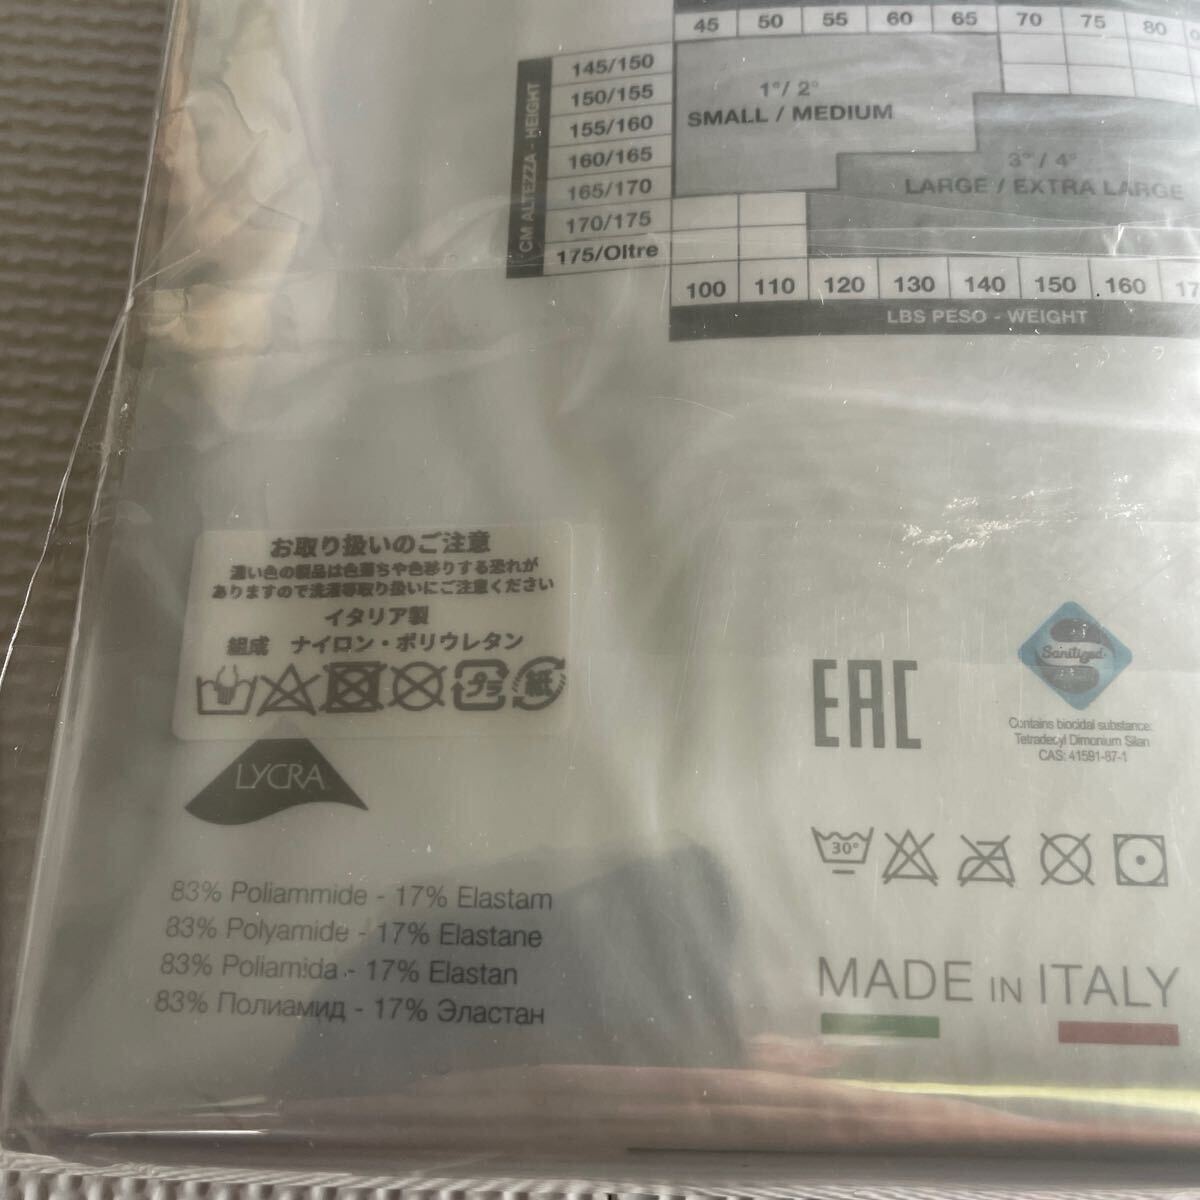 45 50 55 60 65 70 75 80
CM ALTEZZA - HEIGHT
145/150
150/155
155/160
160/165
165/170
170/175
175/Oltre
1°/ 2°
SMALL / MEDIUM
3° / 4°
LARGE / EXTRA LARGE
100 110 120 130 140 150 160 17
LBS PESO - WEIGHT
お取り扱いのご注意
濃い色の製品は色落ちや色移りする恐れが
ありますので洗濯等取り扱いにご注意ください
イタリア製
組成 ナイロン・ポリウレタン
プラ 紙
LYCRA
83% Poliammide - 17% Elastam
83% Polyamide - 17% Elastane
83% Poliamida - 17% Elastan
83% Полиамид - 17% Эластан
EAC
Sanitized
Contains biocidal substance:
Tetradecyl Dimonium Silan
CAS: 41591-87-1
30°
MADE IN ITALY